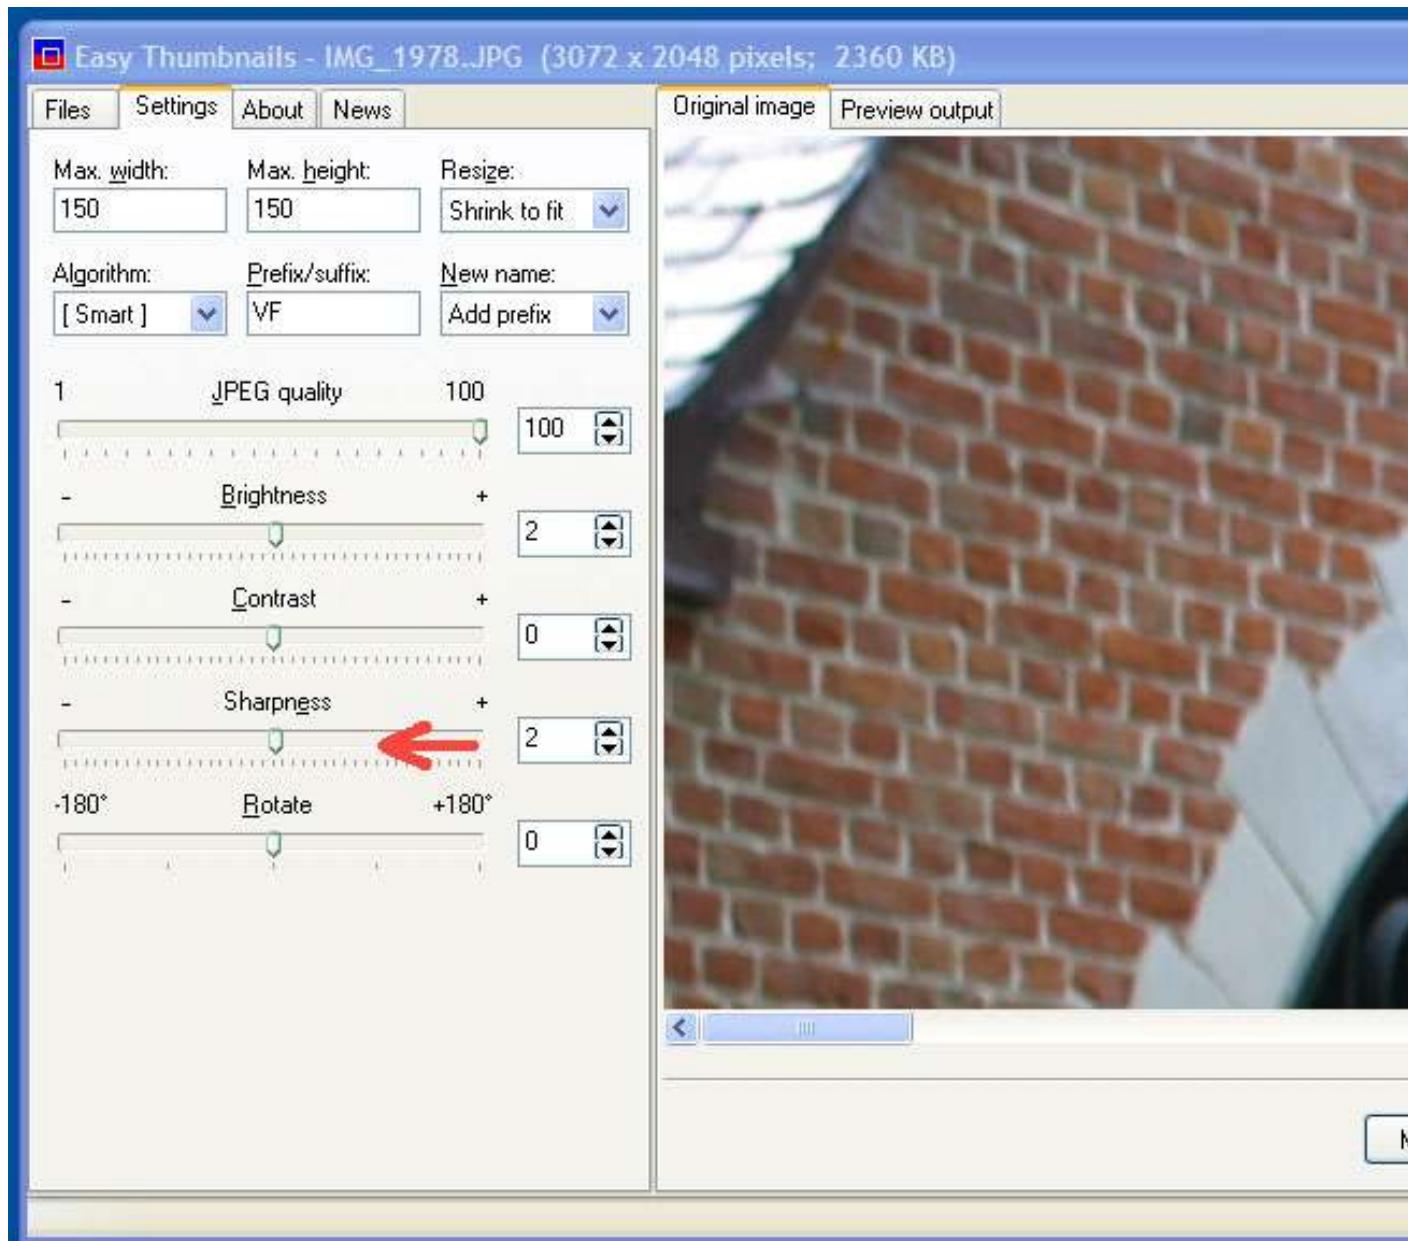 Easy Thumbnails - IMG_1978.JPG (3072 x 2048 pixels; 2360 KB)
Files Settings About News
Original image Preview output
Max. width: Max. height: Resize:
150 150 Shrink to fit
Algorithm: Prefix/suffix: New name:
[ Smart ] VF Add prefix
1 JPEG quality 100
100
- Brightness +
2
- Contrast +
0
- Sharpness +
2
-180° Rotate +180°
0